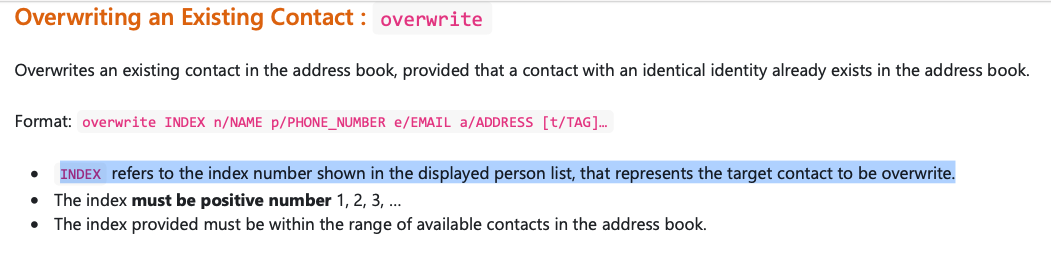 Overwriting an Existing Contact : overwrite
Overwrites an existing contact in the address book, provided that a contact with an identical identity already exists in the address book.
Format: overwrite INDEX n/NAME p/PHONE_NUMBER e/EMAIL a/ADDRESS [t/TAG]…
• INDEX refers to the index number shown in the displayed person list, that represents the target contact to be overwrite.
• The index must be positive number 1, 2, 3, …
• The index provided must be within the range of available contacts in the address book.